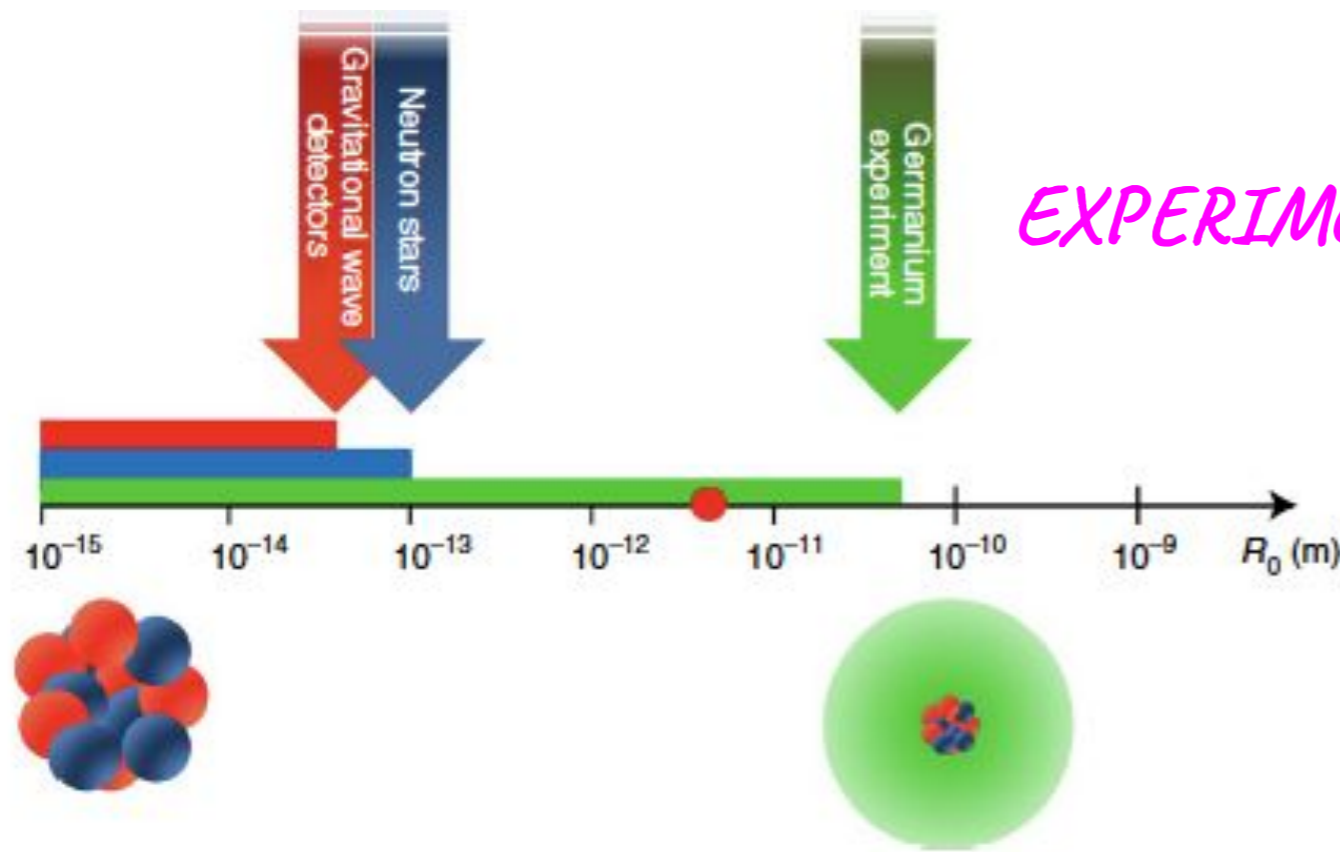 Gravitational wave
detectors
Neutron stars
Germanium
experiment
EXPERIM
10⁻¹⁵
10⁻¹⁴
10⁻¹³
10⁻¹²
10⁻¹¹
10⁻¹⁰
10⁻⁹
R₀ (m)